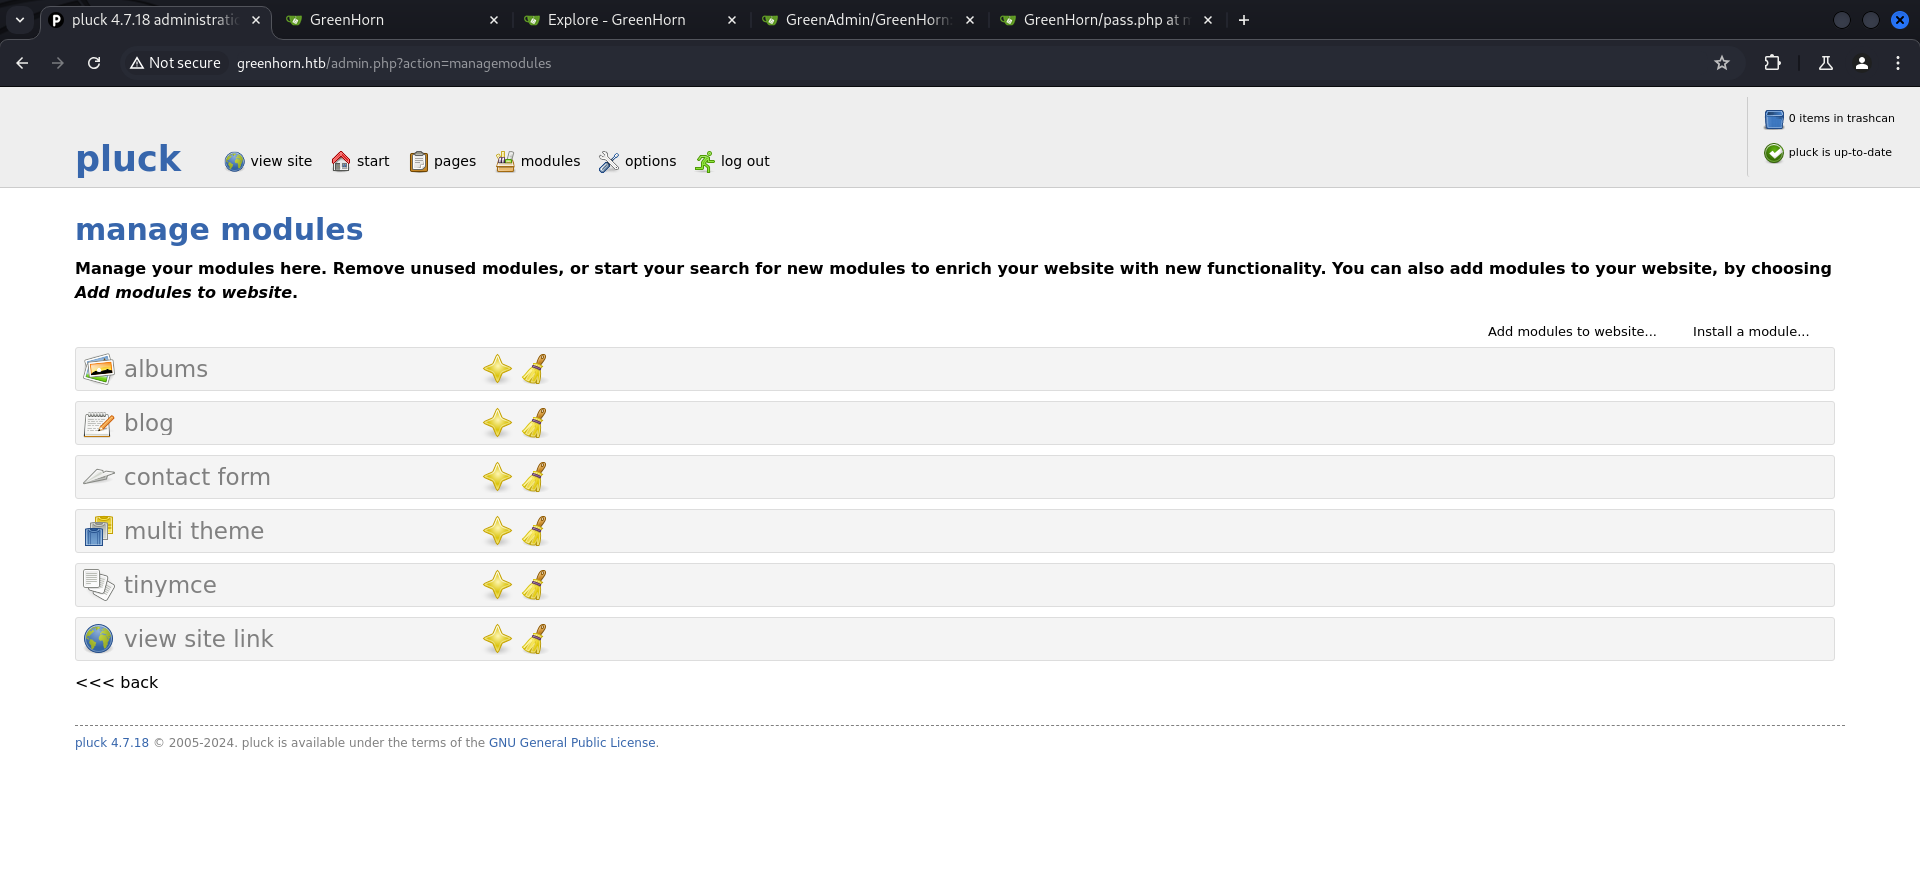 pluck 4.7.18 administratic
GreenHorn
Explore - GreenHorn
GreenAdmin/GreenHorn:
GreenHorn/pass.php at m
Not secure
greenhorn.htb/admin.php?action=managemodules
0 items in trashcan
pluck is up-to-date
pluck
view site
start
pages
modules
options
log out
manage modules
Manage your modules here. Remove unused modules, or start your search for new modules to enrich your website with new functionality. You can also add modules to your website, by choosing
Add modules to website.
Add modules to website...
Install a module...
albums
blog
contact form
multi theme
tinymce
view site link
<<< back
pluck 4.7.18 © 2005-2024. pluck is available under the terms of the GNU General Public License.